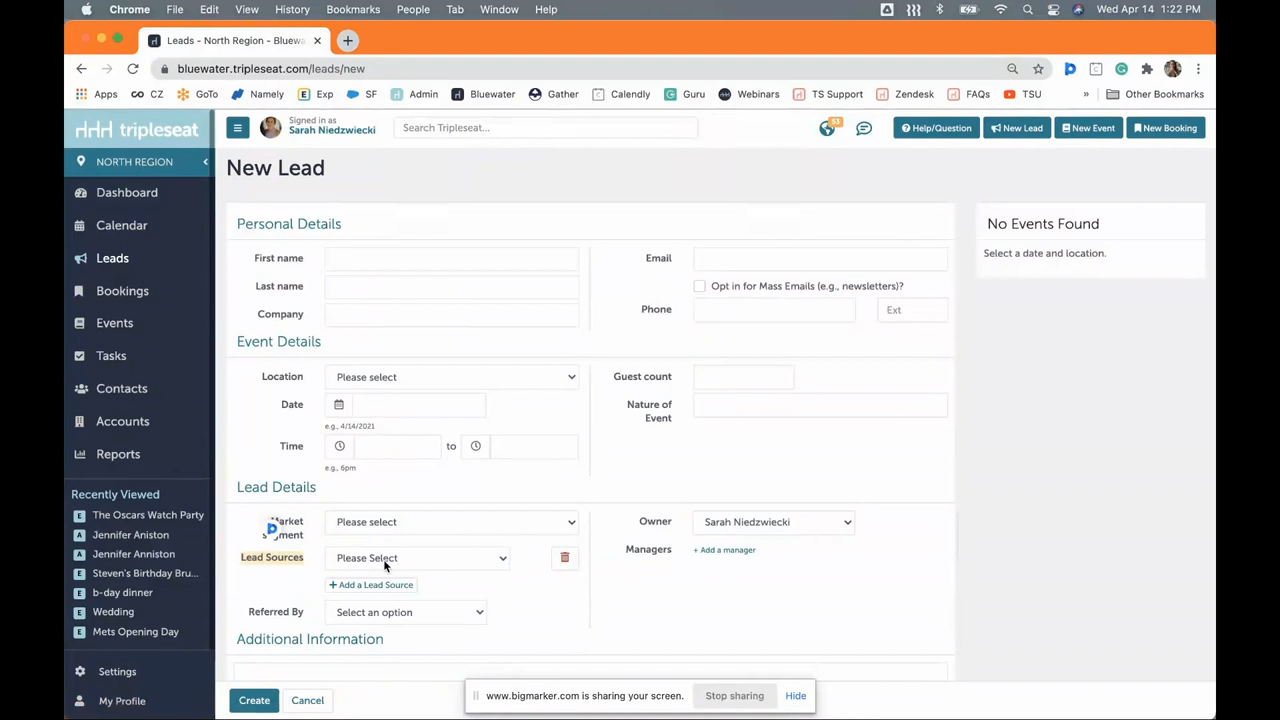 Chrome File Edit View History Bookmarks People Tab Window Help Wed Apr 14 1:22 PM
Leads - North Region - Bluewa
bluewater.tripleseat.com/leads/new
Apps CZ GoTo Namely Exp SF Admin Bluewater Gather Calendly Guru Webinars TS Support Zendesk FAQs TSU » Other Bookmarks
tripleseat
Signed in as
Sarah Niedzwiecki
Search Tripleseat...
53
Help/Question
New Lead
New Event
New Booking
NORTH REGION
Dashboard
Calendar
Leads
Bookings
Events
Tasks
Contacts
Accounts
Reports
Recently Viewed
E The Oscars Watch Party
A Jennifer Aniston
A Jennifer Anniston
E Steven's Birthday Bru...
E b-day dinner
E Wedding
E Mets Opening Day
Settings
My Profile
New Lead
Personal Details
First name
Last name
Company
Email
Opt in for Mass Emails (e.g., newsletters)?
Phone
Ext
Event Details
Location Please select
Date
e.g., 4/14/2021
Time to
e.g., 6pm
Guest count
Nature of
Event
Lead Details
Market
segment
Please select
Lead Sources Please Select
+ Add a Lead Source
Referred By Select an option
Owner Sarah Niedzwiecki
Managers + Add a manager
Additional Information
Create
Cancel
No Events Found
Select a date and location.
www.bigmarker.com is sharing your screen. Stop sharing Hide